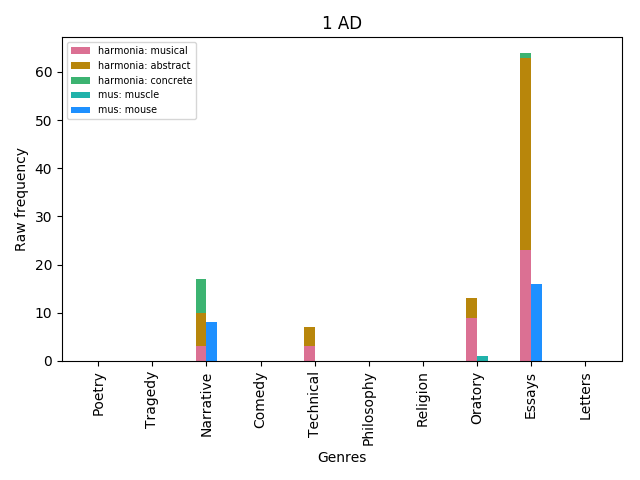 1 AD
harmonia: musical
harmonia: abstract
harmonia: concrete
mus: muscle
mus: mouse
Raw frequency
60
50
40
30
20
10
0
Poetry
Tragedy
Narrative
Comedy
Technical
Philosophy
Religion
Oratory
Essays
Letters
Genres